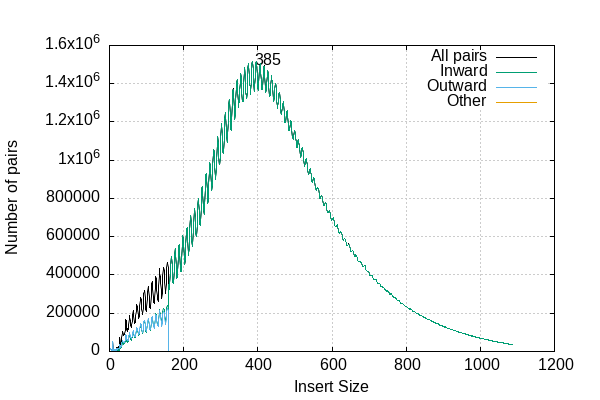 1.6x10^6
1.4x10^6
1.2x10^6
1x10^6
800000
600000
400000
200000
0
Number of pairs
385
All pairs
Inward
Outward
Other
0 200 400 600 800 1000 1200
Insert Size